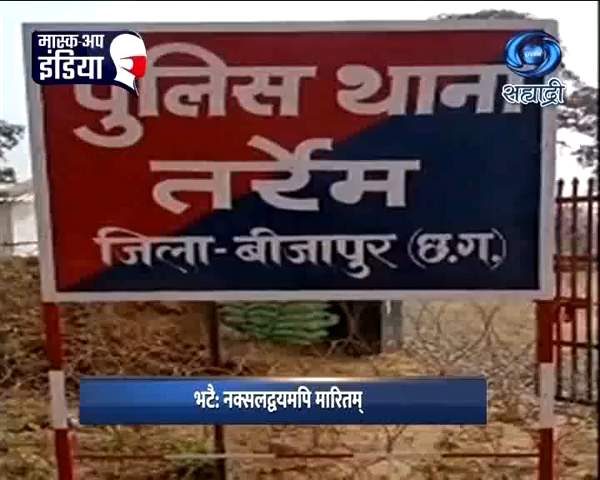 मास्क-अप
इंडिया
सह्याद्री
पुलिस थाना
तर्रेम
जिला-बीजापुर (छ.ग.)
भटै: नक्सलद्वयमपि मारितम्